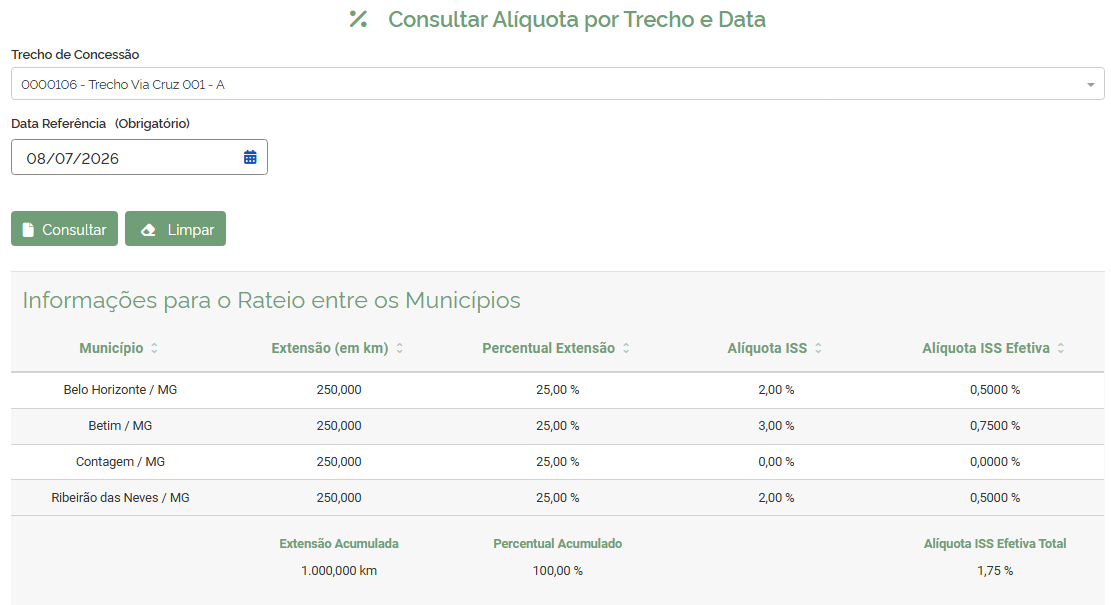 Consultar Alíquota por Trecho e Data
Trecho de Concessão
0000106 - Trecho Via Cruz 001 - A
Data Referência (Obrigatório)
08/07/2026
Consultar Limpar
Informações para o Rateio entre os Municípios
Município Extensão (em km) Percentual Extensão Alíquota ISS Alíquota ISS Efetiva
Belo Horizonte / MG 250,000 25,00 % 2,00 % 0,5000 %
Betim / MG 250,000 25,00 % 3,00 % 0,7500 %
Contagem / MG 250,000 25,00 % 0,00 % 0,0000 %
Ribeirão das Neves / MG 250,000 25,00 % 2,00 % 0,5000 %
Extensão Acumulada Percentual Acumulado Alíquota ISS Efetiva Total
1.000,000 km 100,00 % 1,75 %